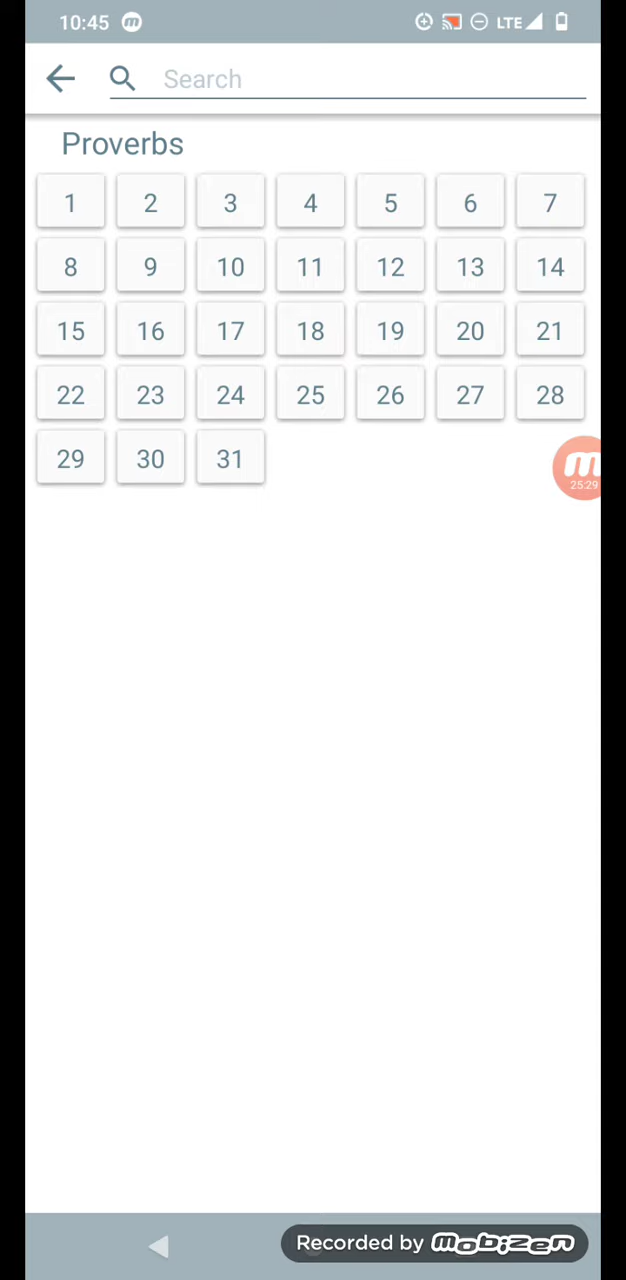 10:45 m LTE
Search
Proverbs
1 2 3 4 5 6 7
8 9 10 11 12 13 14
15 16 17 18 19 20 21
22 23 24 25 26 27 28
29 30 31
m
25:29
Recorded by mobizen